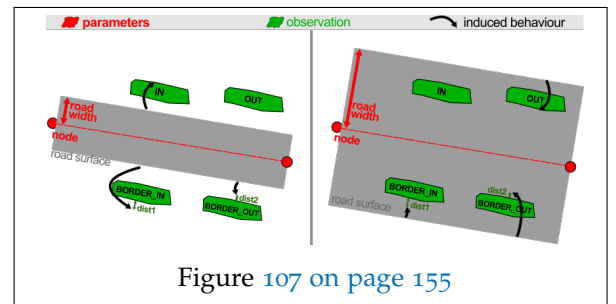 parameters observation induced behaviour
IN
OUT
road
width
node
road surface
BORDER_IN
dist1
dist2
BORDER_OUT
road
width
node
road surface
IN
OUT
BORDER_IN
dist1
dist2
BORDER_OUT
Figure 107 on page 155